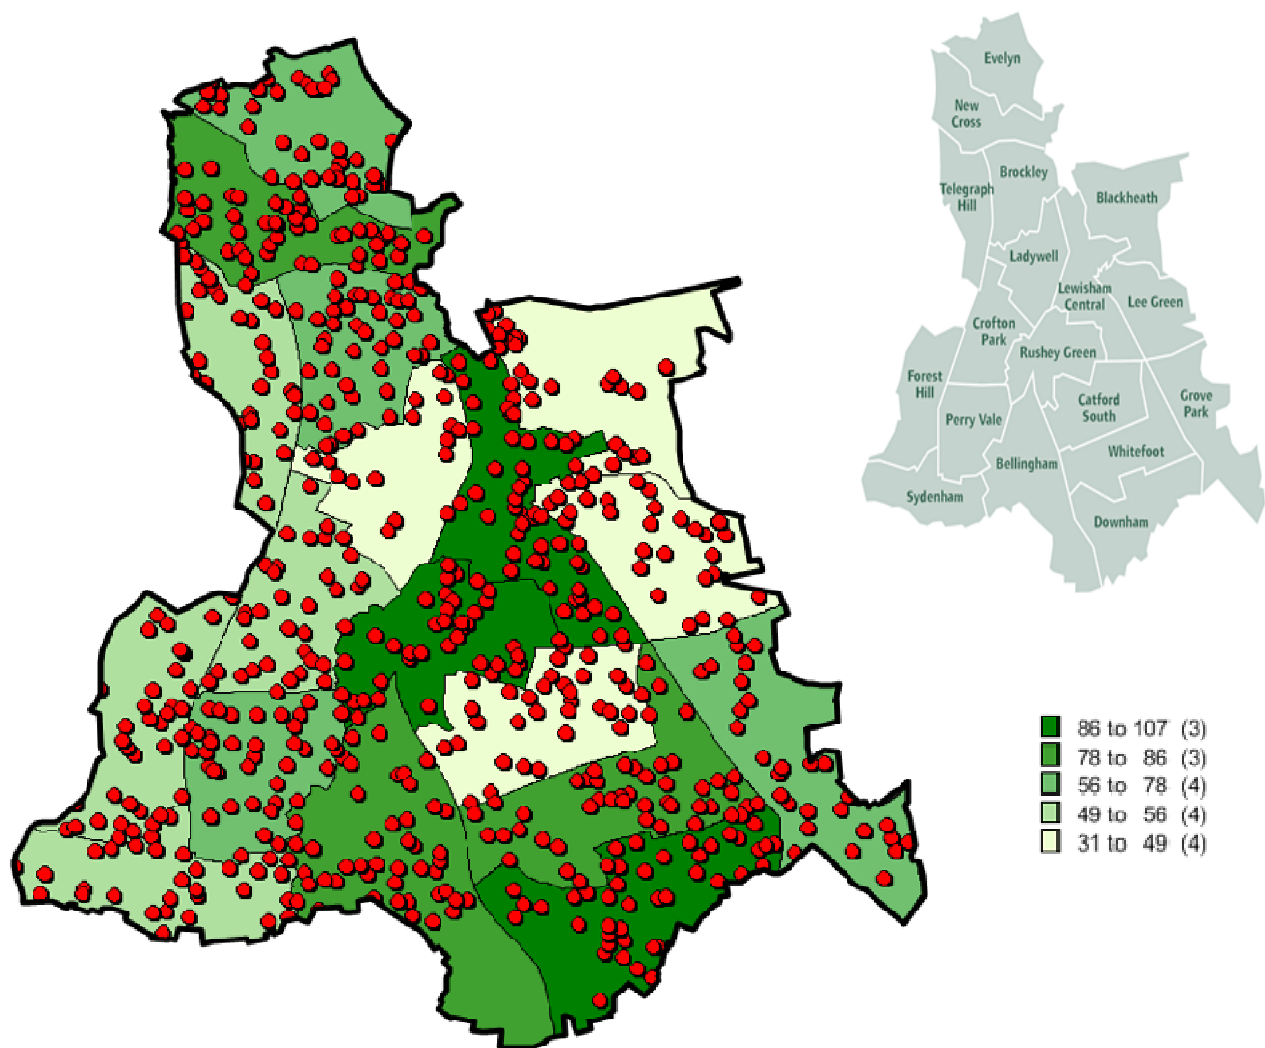 Evelyn
New
Cross
Brockley
Telegraph
Hill
Blackheath
Ladywell
Lewisham
Central
Lee Green
Crofton
Park
Rushey Green
Forest
Hill
Grove
Park
Catford
South
Perry Vale
Whitefoot
Bellingham
Sydenham
Downham
86 to 107 (3)
78 to 86 (3)
56 to 78 (4)
49 to 56 (4)
31 to 49 (4)